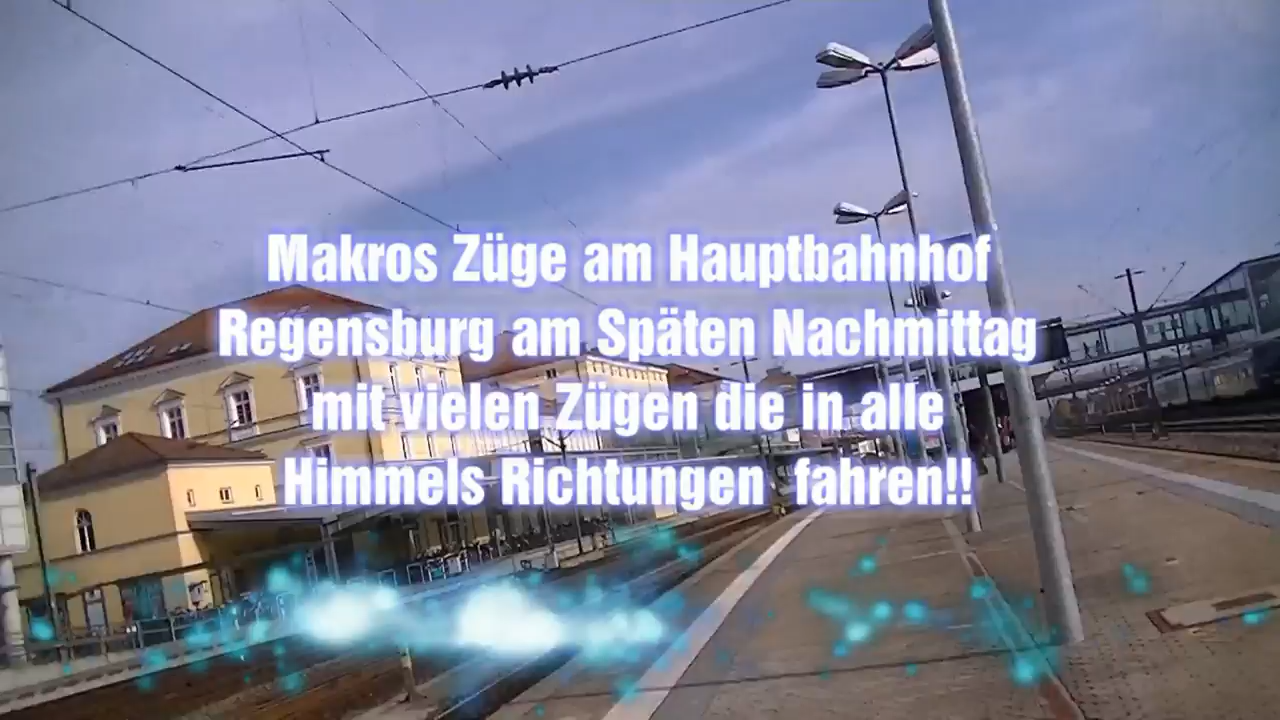 Makros Züge am Hauptbahnhof
Regensburg am Späten Nachmittag
mit vielen Zügen die in alle
Himmels Richtungen  fahren!!